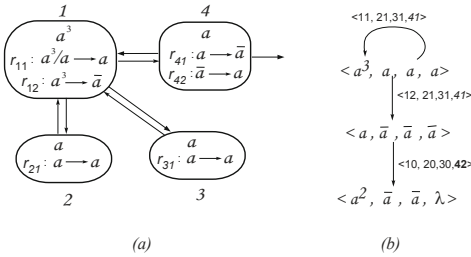 1
a³
r₁₁: a³/a → a
r₁₂: a³ → a̅
4
a
r₄₁: a → a̅
r₄₂: a̅ → a
a
r₂₁: a → a
2
a
r₃₁: a → a
3
(a)
<11, 21,31,41>
<a³, a, a, a>
<12, 21,31,41>
<a, a̅, a̅, a̅>
<10, 20,30,42>
<a², a̅, a̅, λ>
(b)